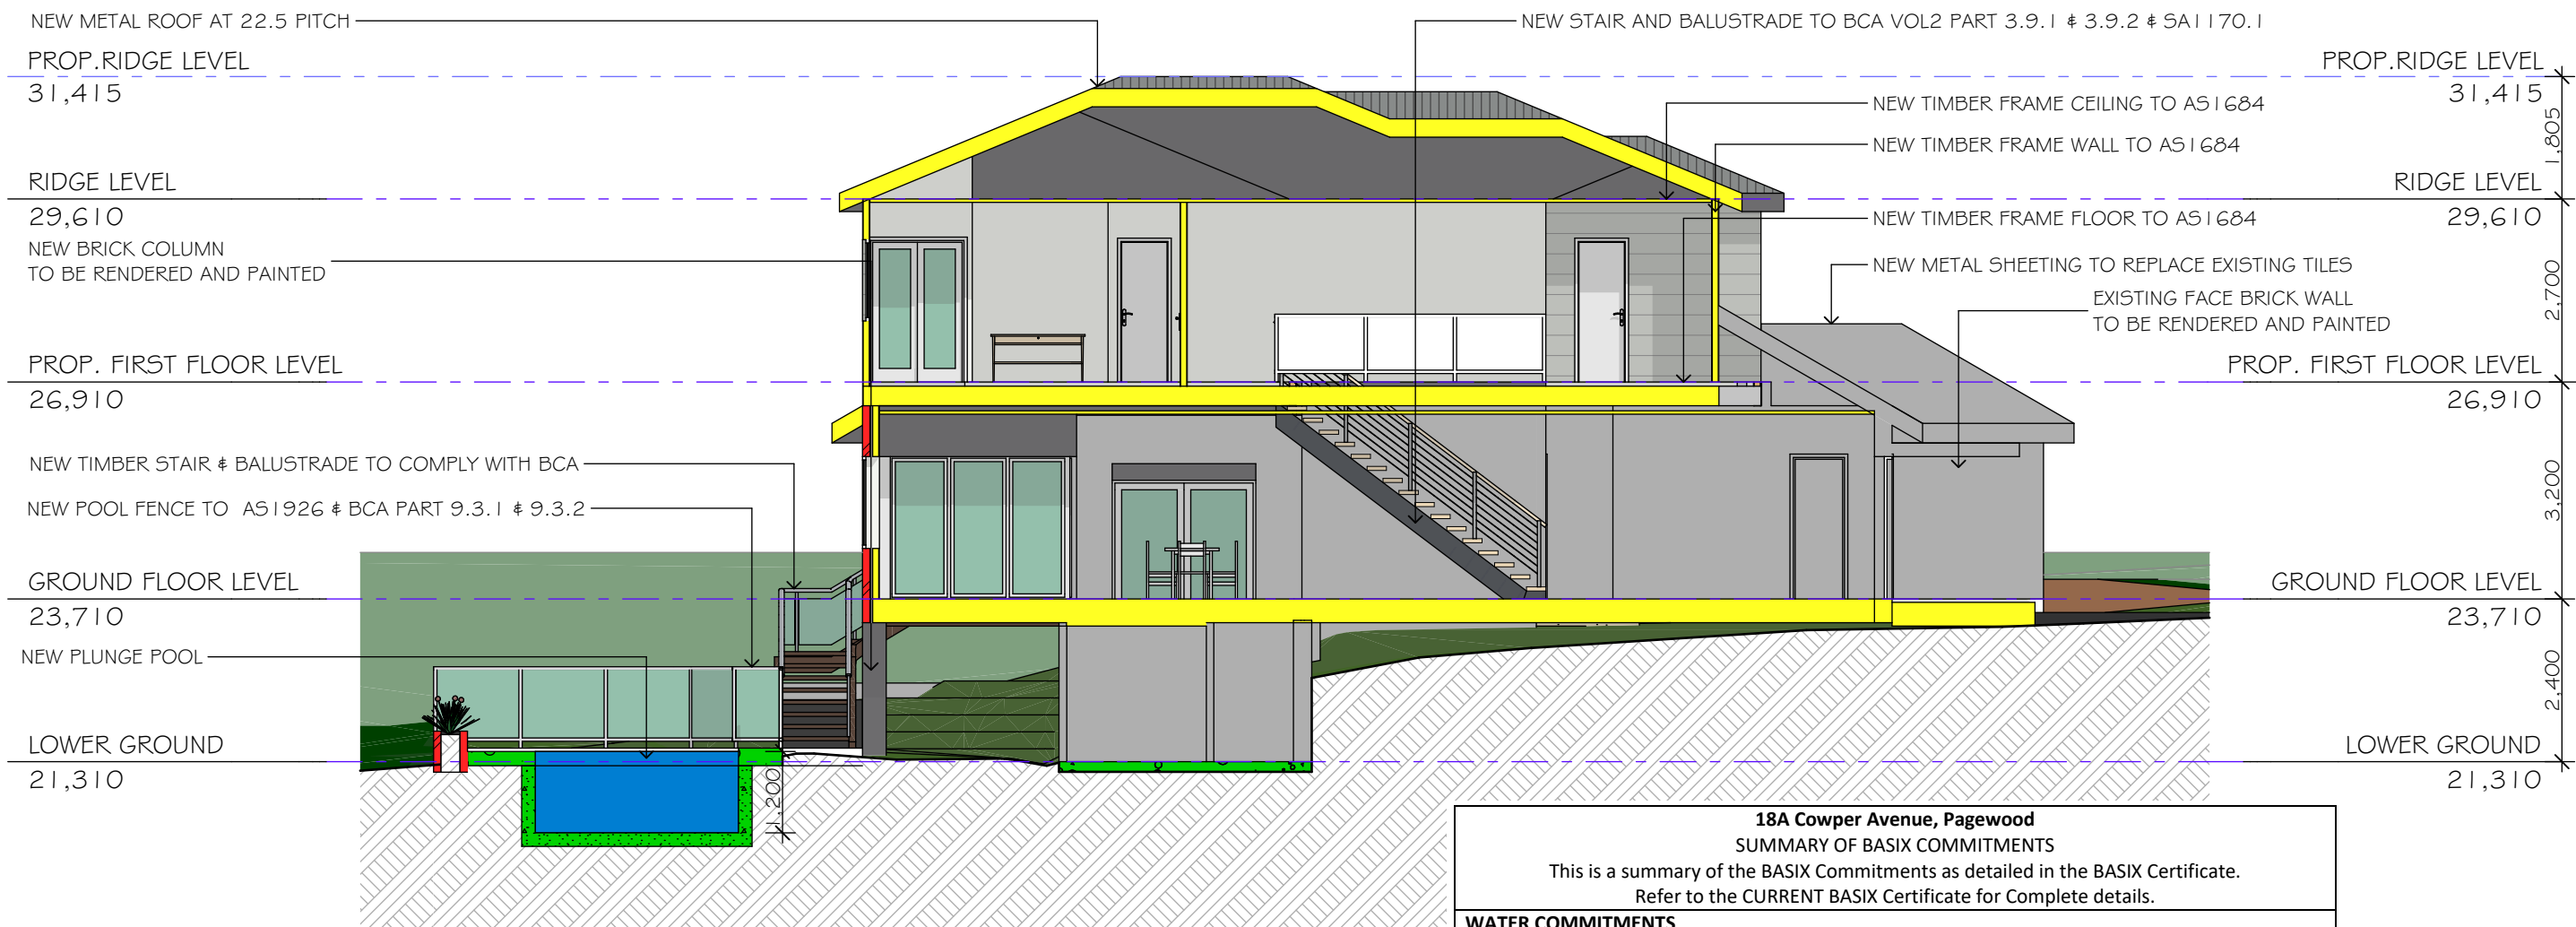 NEW METAL ROOF AT 22.5 PITCH
NEW STAIR AND BALUSTRADE TO BCA VOL2 PART 3.9.1 & 3.9.2 & SA1170.1
PROP.RIDGE LEVEL
31,415
PROP.RIDGE LEVEL
31,415
NEW TIMBER FRAME CEILING TO AS1684
1,805
NEW TIMBER FRAME WALL TO AS1684
RIDGE LEVEL
29,610
RIDGE LEVEL
29,610
NEW TIMBER FRAME FLOOR TO AS1684
NEW BRICK COLUMN
TO BE RENDERED AND PAINTED
NEW METAL SHEETING TO REPLACE EXISTING TILES
2,700
EXISTING FACE BRICK WALL
TO BE RENDERED AND PAINTED
PROP. FIRST FLOOR LEVEL
26,910
PROP. FIRST FLOOR LEVEL
26,910
NEW TIMBER STAIR & BALUSTRADE TO COMPLY WITH BCA
3,200
NEW POOL FENCE TO AS1926 & BCA PART 9.3.1 & 9.3.2
GROUND FLOOR LEVEL
23,710
GROUND FLOOR LEVEL
23,710
NEW PLUNGE POOL
2,400
LOWER GROUND
21,310
LOWER GROUND
21,310
1,200
18A Cowper Avenue, Pagewood
SUMMARY OF BASIX COMMITMENTS
This is a summary of the BASIX Commitments as detailed in the BASIX Certificate.
Refer to the CURRENT BASIX Certificate for Complete details.
WATER COMMITMENTS